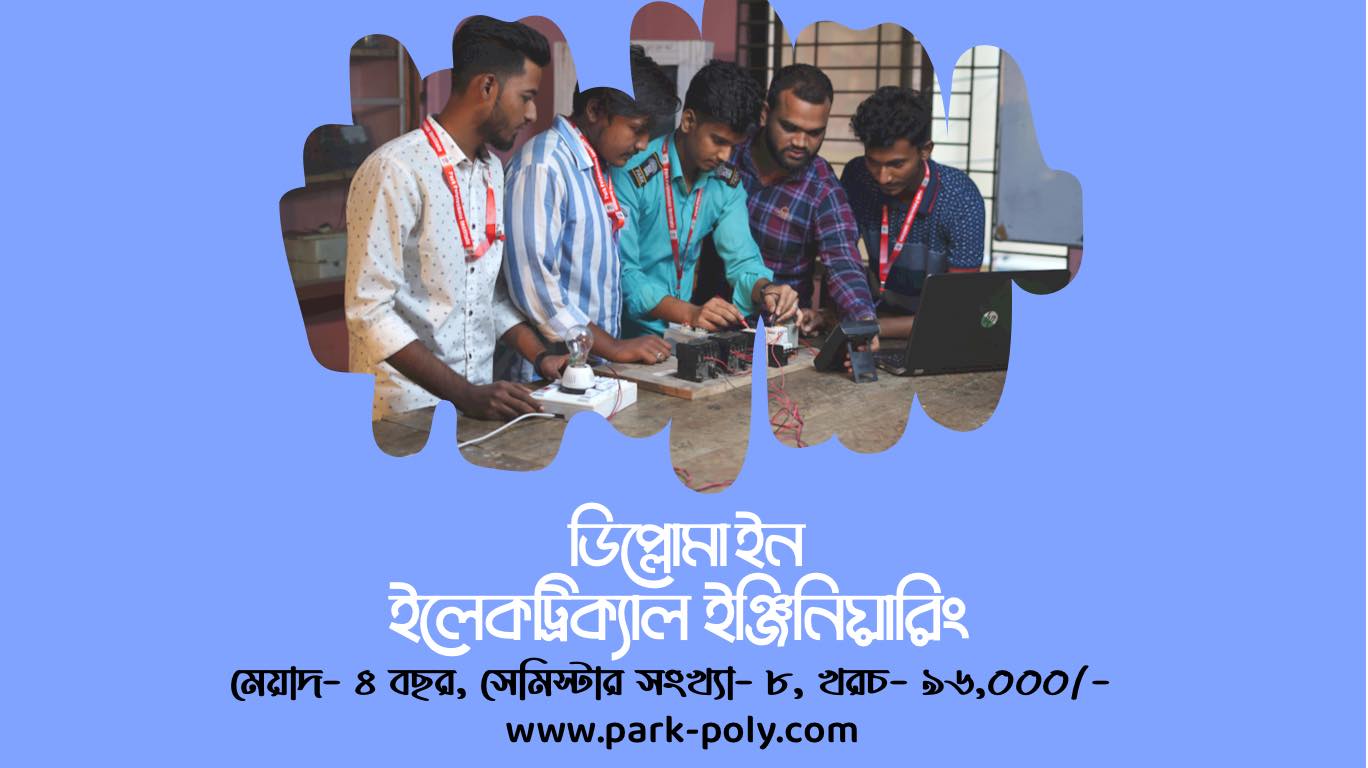 ডিপ্লোমা ইন
ইলেকট্রিক্যাল ইঞ্জিনিয়ারিং
মেয়াদ- ৪ বছর, সেমিস্টার সংখ্যা- ৮, খরচ- ৯৬,০০০/-
www.park-poly.com